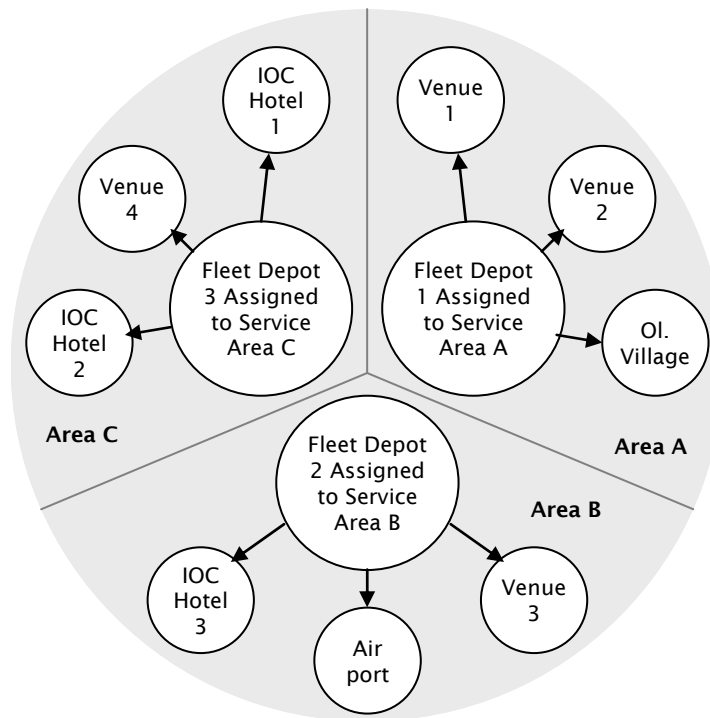 IOC
Hotel
1
Venue
4
IOC
Hotel
2
Fleet Depot
3 Assigned
to Service
Area C
Area C
Venue
1
Venue
2
Ol.
Village
Fleet Depot
1 Assigned
to Service
Area A
Area A
Fleet Depot
2 Assigned
to Service
Area B
Area B
IOC
Hotel
3
Air
port
Venue
3